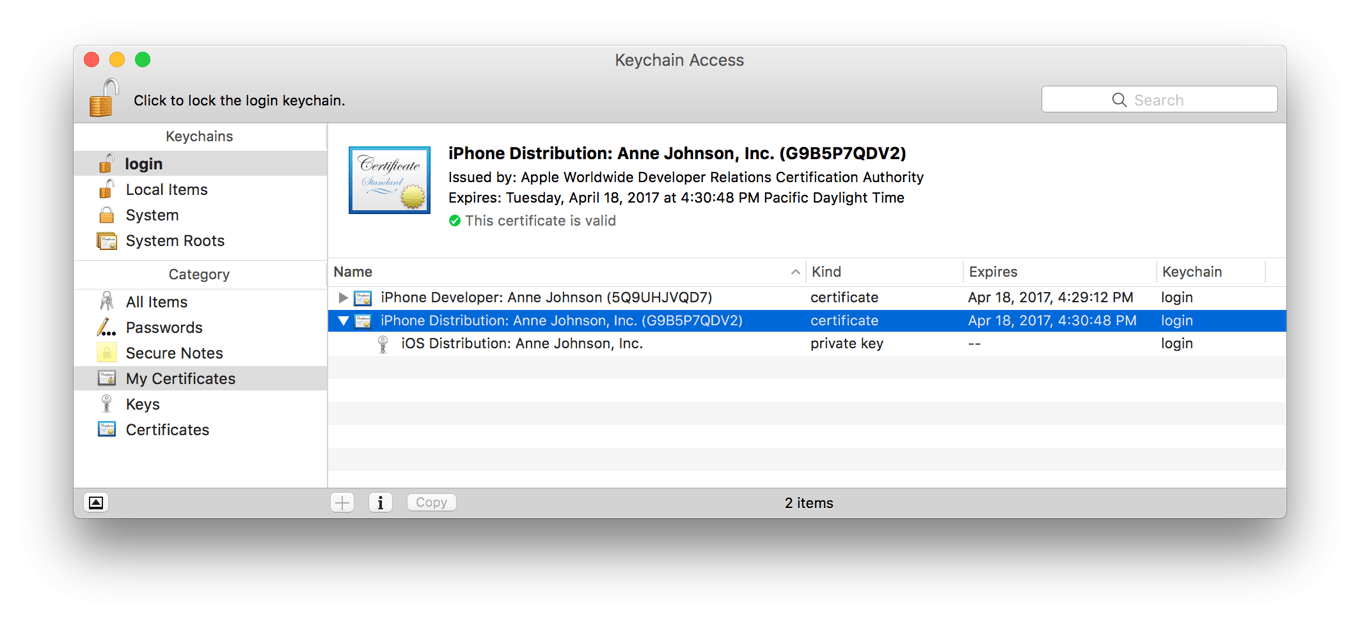 Keychain Access
Click to lock the login keychain.
Search
Keychains
login
Local Items
System
System Roots
Category
All Items
Passwords
Secure Notes
My Certificates
Keys
Certificates
Certificate
Standard
iPhone Distribution: Anne Johnson, Inc. (G9B5P7QDV2)
Issued by: Apple Worldwide Developer Relations Certification Authority
Expires: Tuesday, April 18, 2017 at 4:30:48 PM Pacific Daylight Time
This certificate is valid
Name Kind Expires Keychain
iPhone Developer: Anne Johnson (5Q9UHJVQD7) certificate Apr 18, 2017, 4:29:12 PM login
iPhone Distribution: Anne Johnson, Inc. (G9B5P7QDV2) certificate Apr 18, 2017, 4:30:48 PM login
iOS Distribution: Anne Johnson, Inc. private key -- login
Copy
2 items